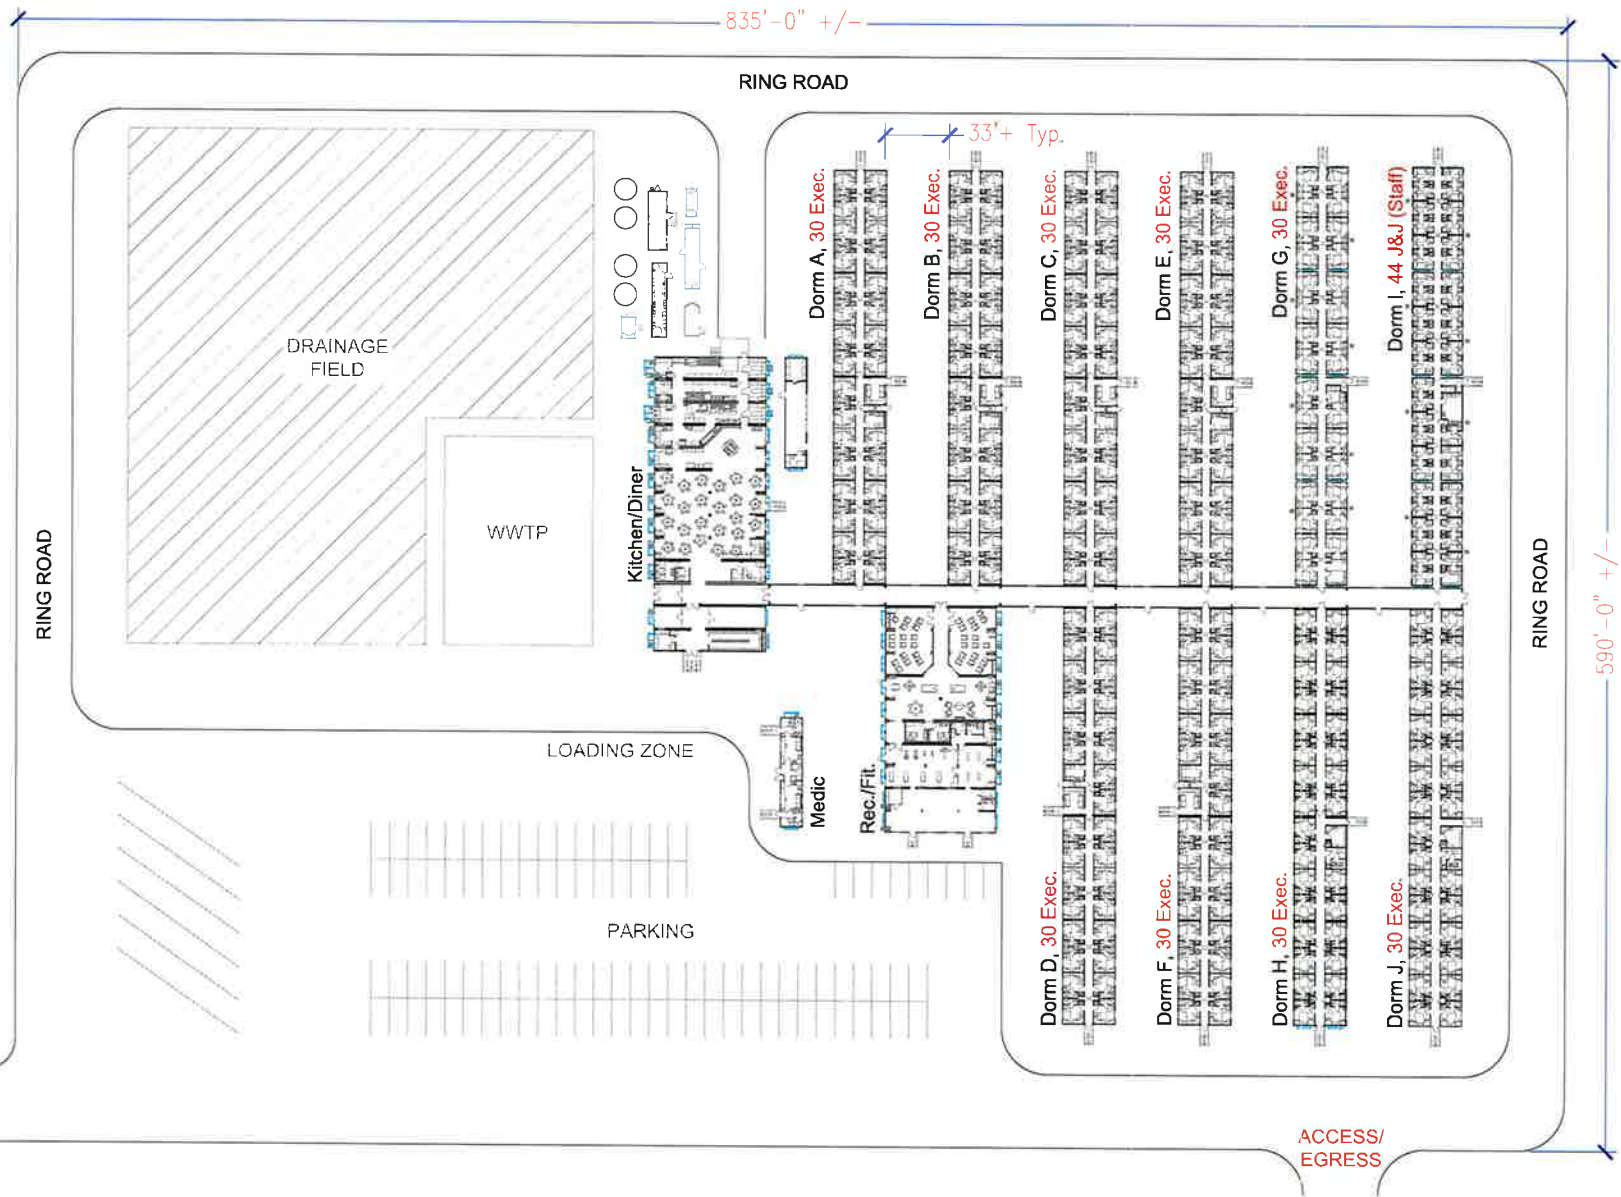 835'-0" +/-
RING ROAD
33'+ Typ.
Dorm A, 30 Exec.
Dorm B, 30 Exec.
Dorm C, 30 Exec.
Dorm E, 30 Exec.
Dorm G, 30 Exec.
Dorm I, 44 J&J (Staff)
DRAINAGE
FIELD
WWTP
Kitchen/Diner
RING ROAD
RING ROAD
590'-0" +/-
LOADING ZONE
Medic
Rec./Fit.
PARKING
Dorm D, 30 Exec.
Dorm F, 30 Exec.
Dorm H, 30 Exec.
Dorm J, 30 Exec.
ACCESS/
EGRESS